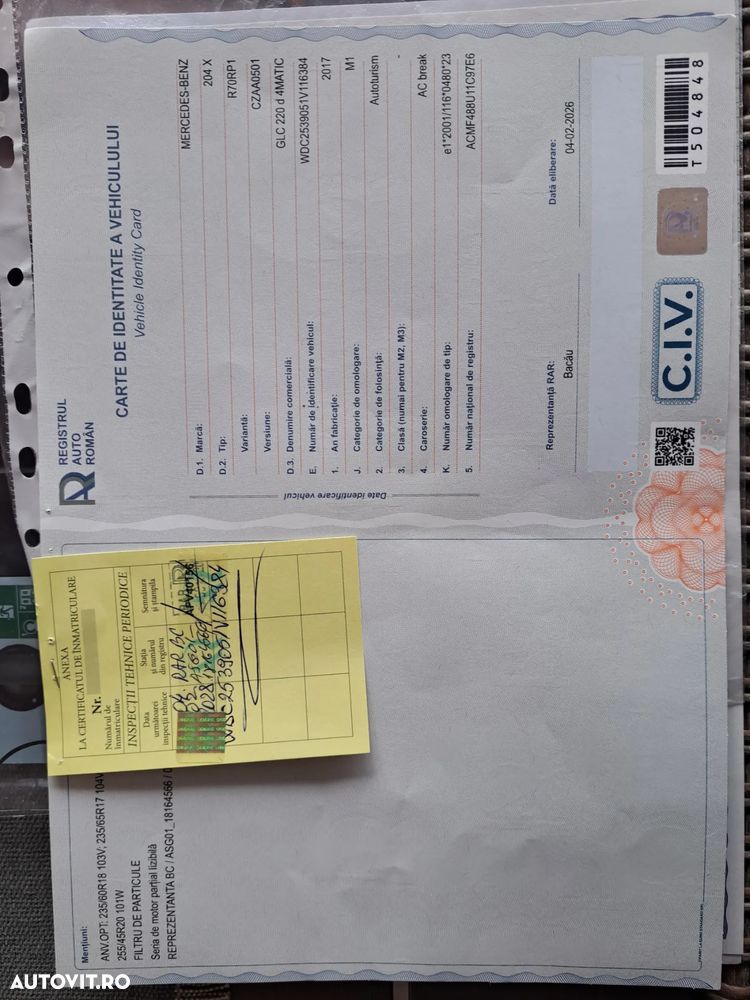 REGISTRUL
AUTO
ROMÂN
CARTE DE IDENTITATE A VEHICULULUI
Vehicle Identity Card
Date identificare vehicul
D.1. Marcă: MERCEDES-BENZ
D.2. Tip: 204 X
Variantă: R70RP1
Versiune: CZAA0501
D.3. Denumire comercială: GLC 220 d 4MATIC
E. Număr de identificare vehicul: WDC2539051V116384
1. An fabricație: 2017
J. Categorie de omologare: M1
2. Categorie de folosință: Autoturism
3. Clasă (numai pentru M2, M3): -
4. Caroserie: AC break
K. Număr omologare de tip: e1*2001/116*0480*23
5. Număr național de registru: ACMF488U11C97E6
Reprezentanță RAR: Data eliberare:
Bacău 04-02-2026
C.I.V.
T504848
ANEXA
LA CERTIFICATUL DE ÎNMATRICULARE
Nr.
Numărul de
înmatriculare
INSPECȚII TEHNICE PERIODICE
Data
următoarei
inspecții tehnice
Stația
și numărul
din registru
Semnătura
și ștampila
RAR BC
Mențiuni:
ANV.OPT: 235/60R18 103V; 235/65R17 104V
255/45R20 101W
FILTRU DE PARTICULE
Seria de motor parțial lizibilă
REPREZENTANTA BC / ASG01_18164566 /
AUTOVIT.RO